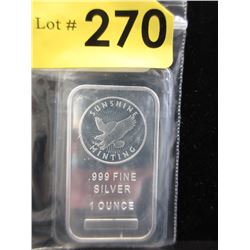 Lot # 270
SUNSHINE
MINTING
.999 FINE
SILVER
1 OUNCE